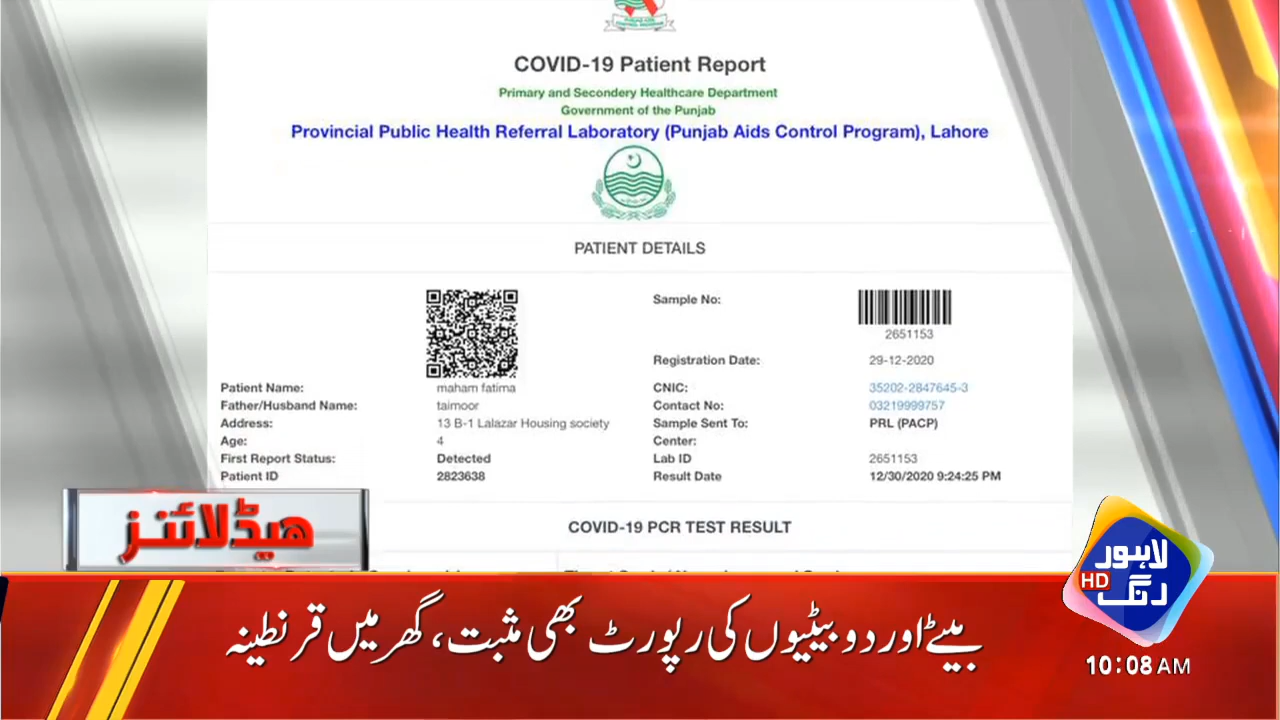 PUNJAB AIDS
CONTROL PROGRAM
COVID-19 Patient Report
Primary and Secondery Healthcare Department
Government of the Punjab
Provincial Public Health Referral Laboratory (Punjab Aids Control Program), Lahore
PATIENT DETAILS
Sample No:
2651153
Registration Date: 29-12-2020
Patient Name: maham fatima CNIC: 35202-2847645-3
Father/Husband Name: taimoor Contact No: 03219999757
Address: 13 B-1 Lalazar Housing society Sample Sent To: PRL (PACP)
Age: 4 Center:
First Report Status: Detected Lab ID 2651153
Patient ID 2823638 Result Date 12/30/2020 9:24:25 PM
COVID-19 PCR TEST RESULT
ہیڈلائنز
لاہور
HD رنگ
بیٹے اور دو بیٹیوں کی رپورٹ بھی مثبت، گھر میں قرنطینہ
10:08 AM